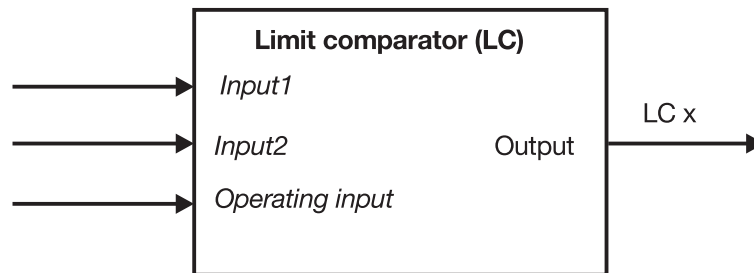 Limit comparator (LC)
Input1
LC x
Input2
Output
Operating input